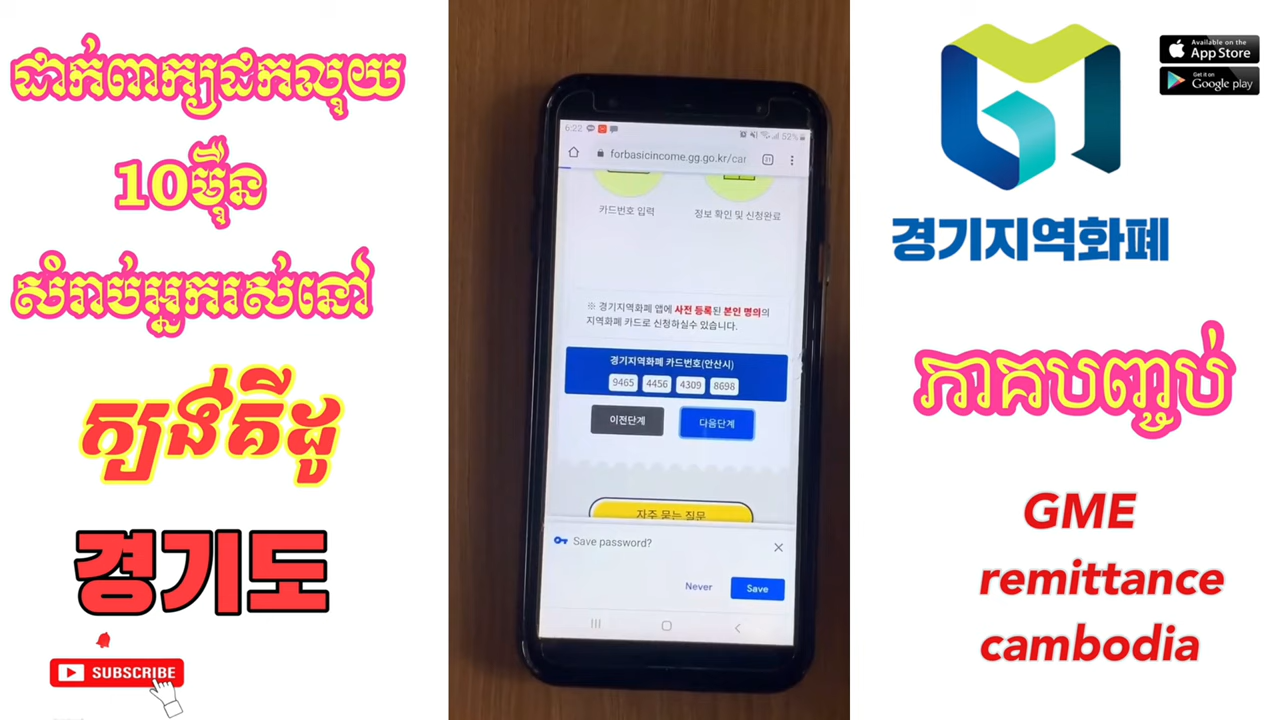 ដាក់ពាក្យដកលុយ
10ម៉ឺន
សំរាប់អ្នករស់នៅ
ក្បង់គីដូ
경기도
SUBSCRIBE
6:22
52%
forbasicincome.gg.go.kr/car
21
카드번호 입력
정보 확인 및 신청완료
※ 경기지역화폐 앱에 사전 등록된 본인 명의의
지역화폐 카드로 신청하실수 있습니다.
경기지역화폐 카드번호(안산시)
9465 4456 4309 8698
이전단계
다음단계
자주 묻는 질문
Save password?
Never
Save
Available on the
App Store
Get it on
Google play
경기지역화폐
ភាគបញ្ចប់
GME
remittance
cambodia